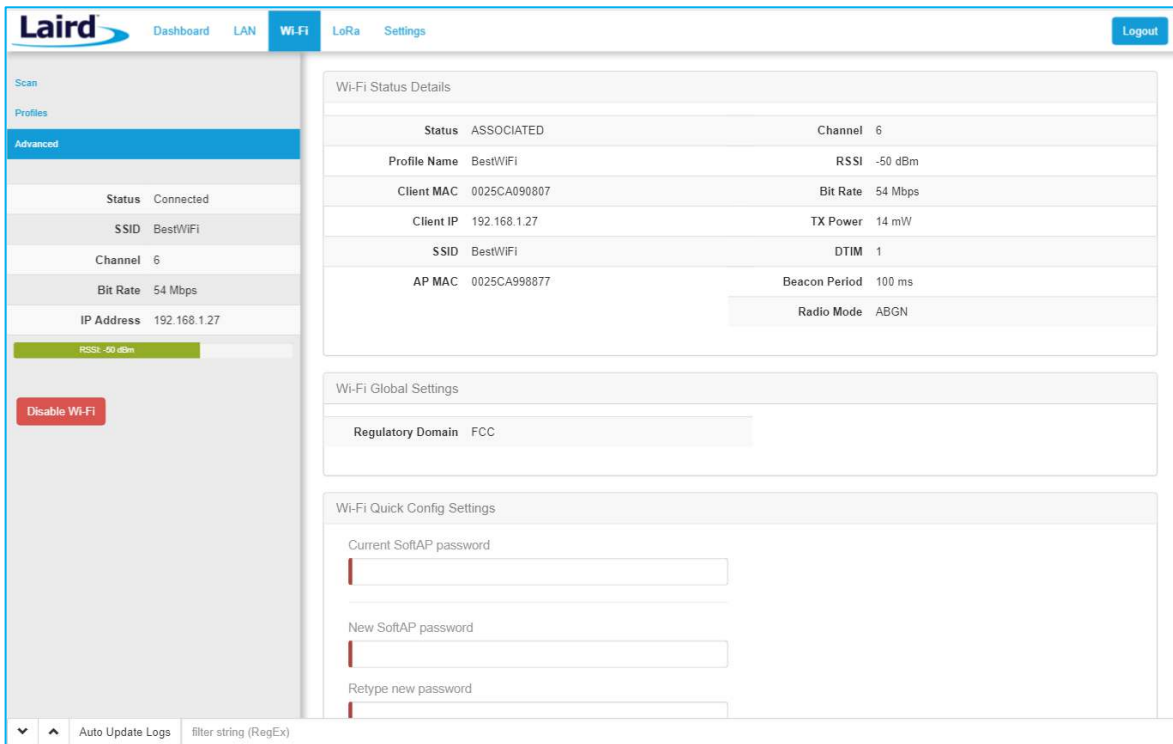 Laird
Dashboard LAN Wi-Fi LoRa Settings Logout
Scan
Profiles
Advanced
Status Connected
SSID BestWiFi
Channel 6
Bit Rate 54 Mbps
IP Address 192.168.1.27
RSSI: -50 dBm
Disable Wi-Fi
Wi-Fi Status Details
Status ASSOCIATED Channel 6
Profile Name BestWiFi RSSI -50 dBm
Client MAC 0025CA090807 Bit Rate 54 Mbps
Client IP 192.168.1.27 TX Power 14 mW
SSID BestWiFi DTIM 1
AP MAC 0025CA998877 Beacon Period 100 ms
Radio Mode ABGN
Wi-Fi Global Settings
Regulatory Domain FCC
Wi-Fi Quick Config Settings
Current SoftAP password
New SoftAP password
Retype new password
Auto Update Logs filter string (RegEx)